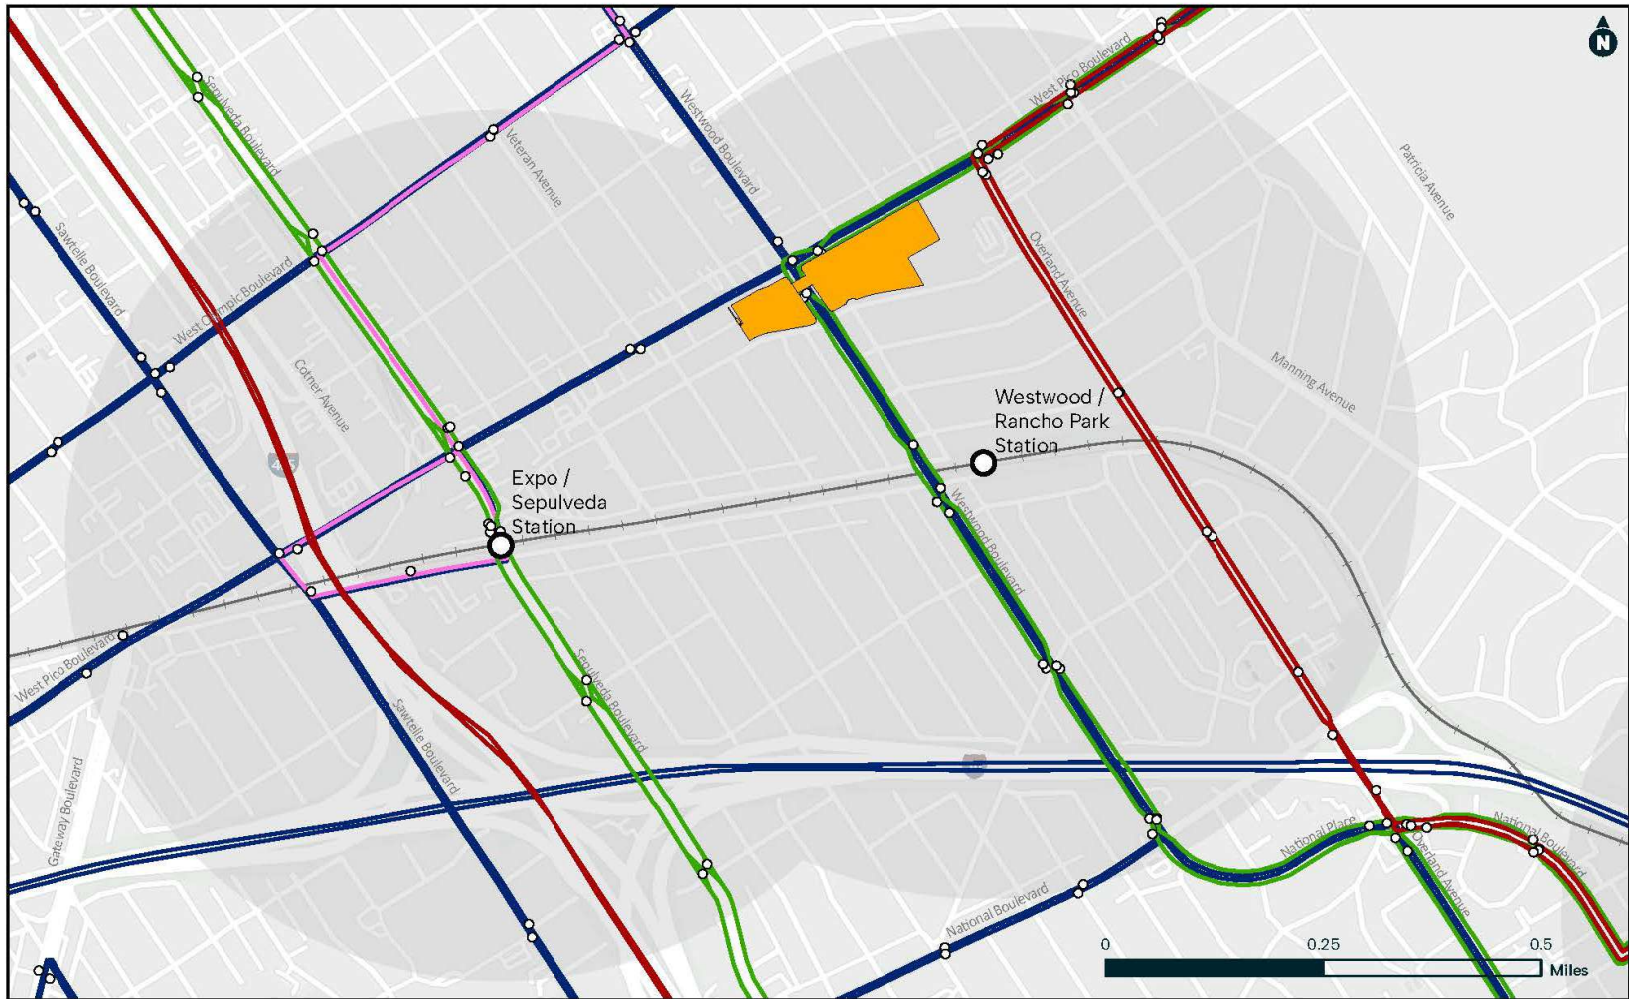 N
West Pico Boulevard
Sepulveda Boulevard
Westwood Boulevard
Veteran Avenue
Patricia Avenue
Sawtelle Boulevard
West Olympic Boulevard
Overland Avenue
Cotner Avenue
Manning Avenue
Westwood /
Rancho Park
Station
Expo /
Sepulveda
Station
Westwood Boulevard
West Pico Boulevard
Sepulveda Boulevard
Sawtelle Boulevard
Gateway Boulevard
National Place
National Boulevard
Overland Avenue
National Boulevard
0 0.25 0.5
Miles